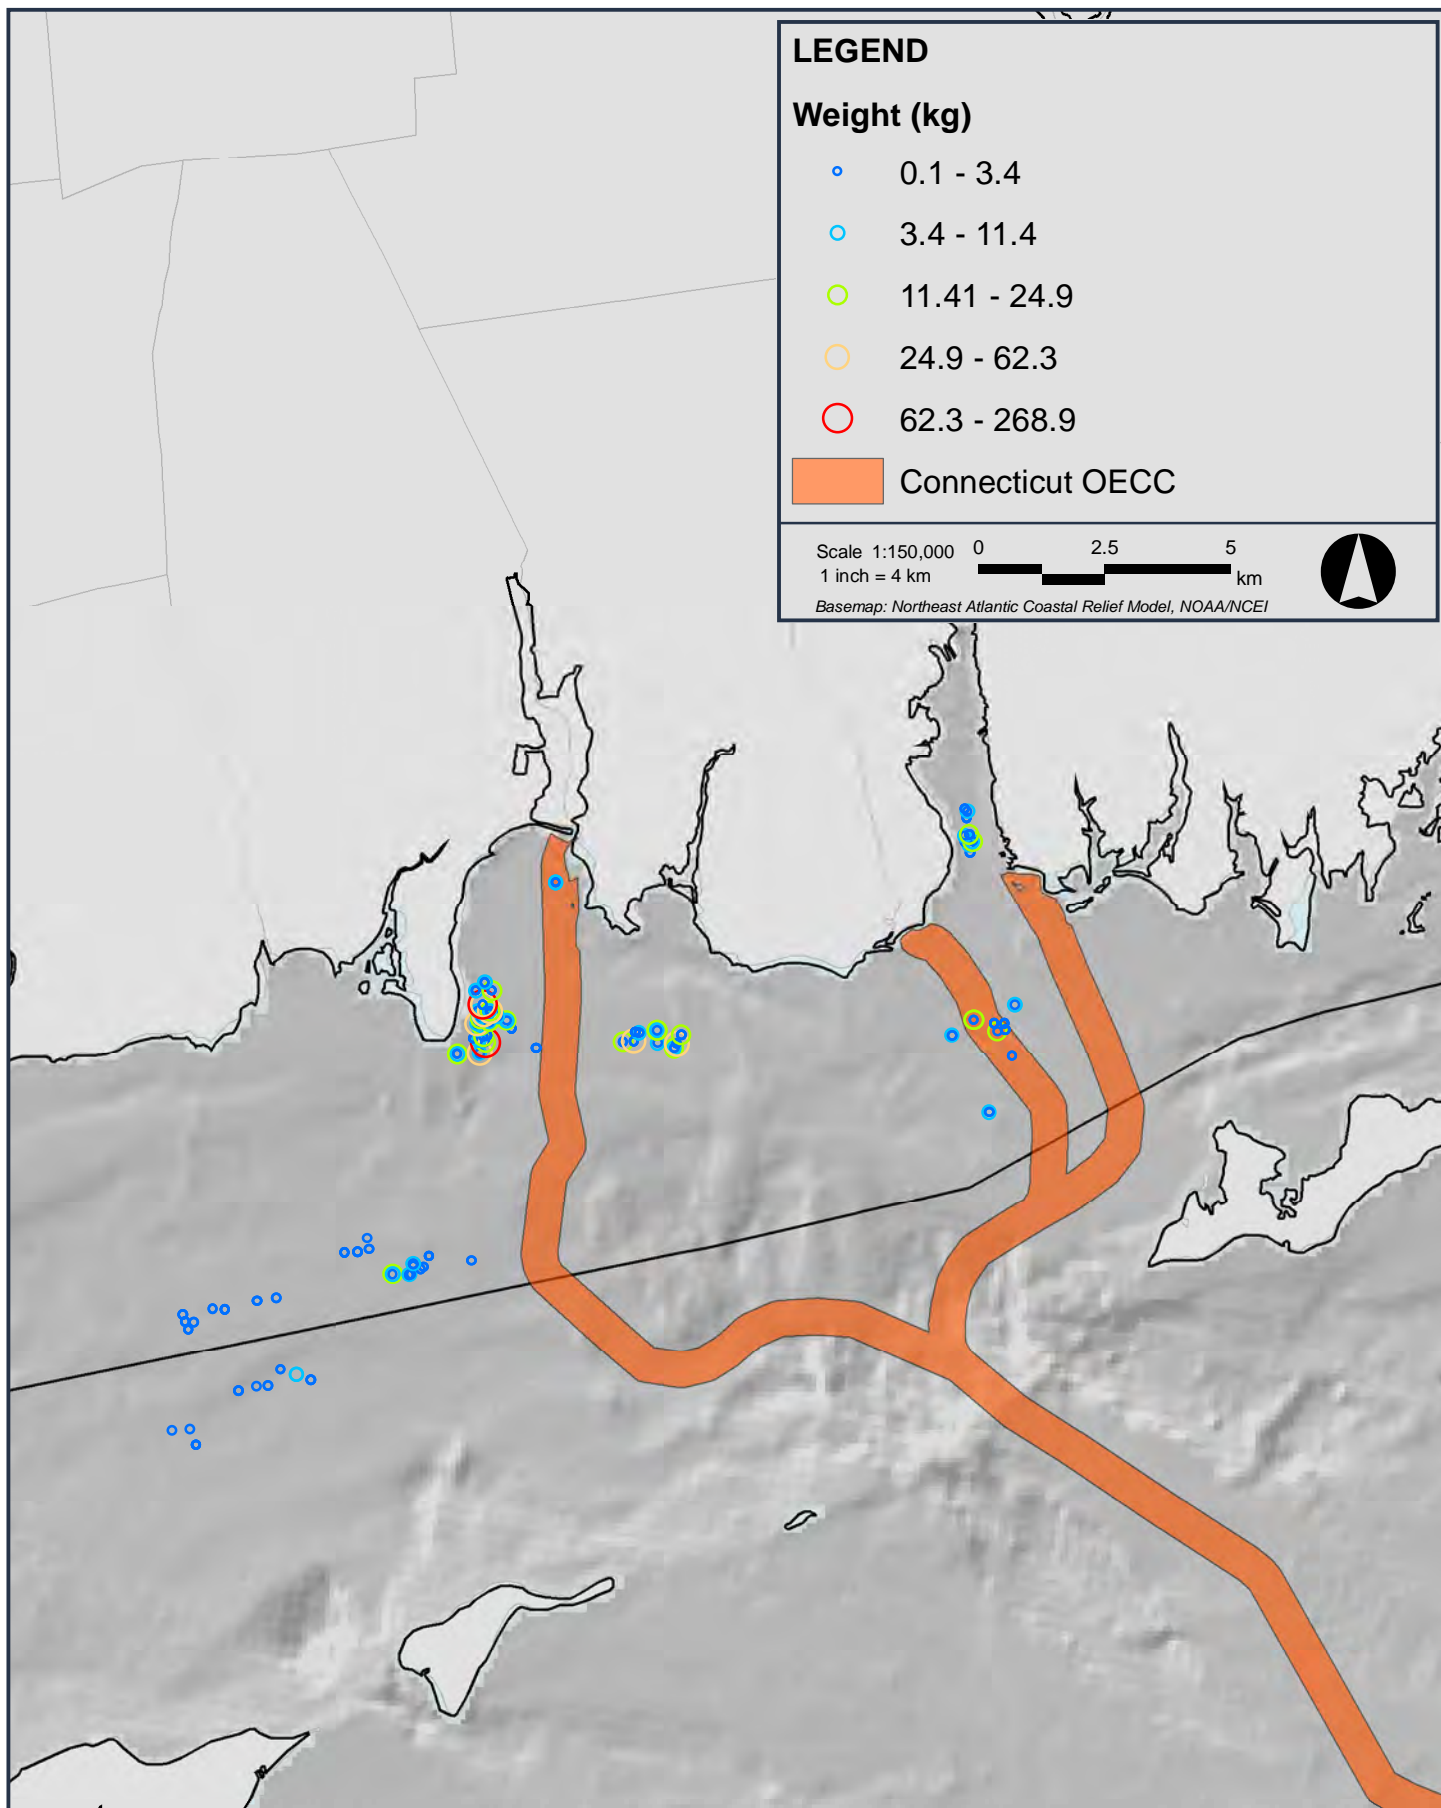 LEGEND
Weight (kg)
0.1 - 3.4
3.4 - 11.4
11.41 - 24.9
24.9 - 62.3
62.3 - 268.9
Connecticut OECC
Scale 1:150,000
1 inch = 4 km
0 2.5 5
km
Basemap: Northeast Atlantic Coastal Relief Model, NOAA/NCEI